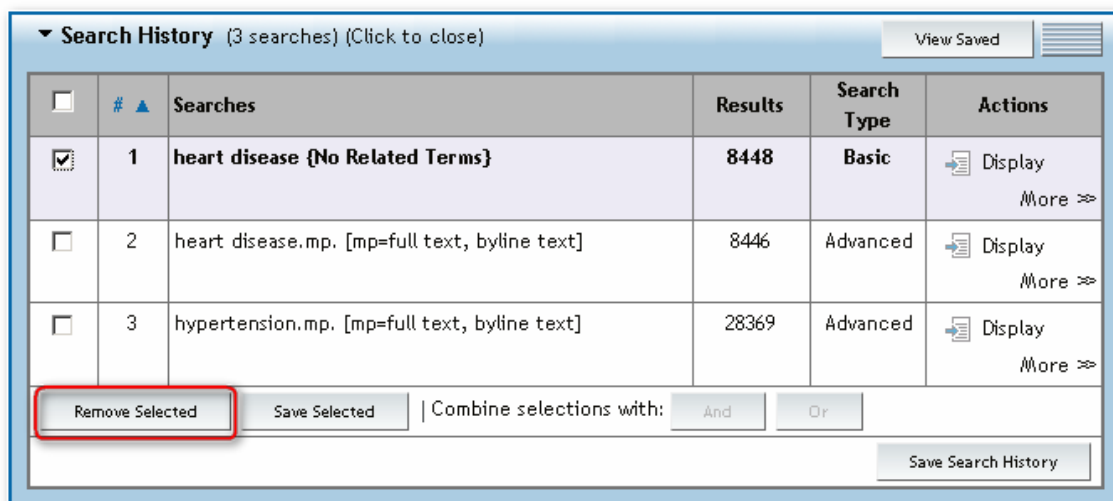 Search History (3 searches) (Click to close) View Saved
# Searches Results Search Type Actions
1 heart disease {No Related Terms} 8448 Basic Display
More >>
2 heart disease.mp. [mp=full text, byline text] 8446 Advanced Display
More >>
3 hypertension.mp. [mp=full text, byline text] 28369 Advanced Display
More >>
Remove Selected Save Selected | Combine selections with: And Or
Save Search History